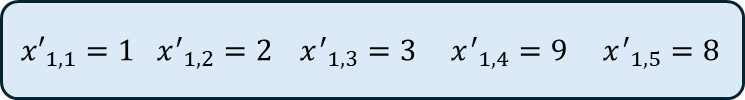 x′₁,₁ = 1 x′₁,₂ = 2 x′₁,₃ = 3 x′₁,₄ = 9 x′₁,₅ = 8